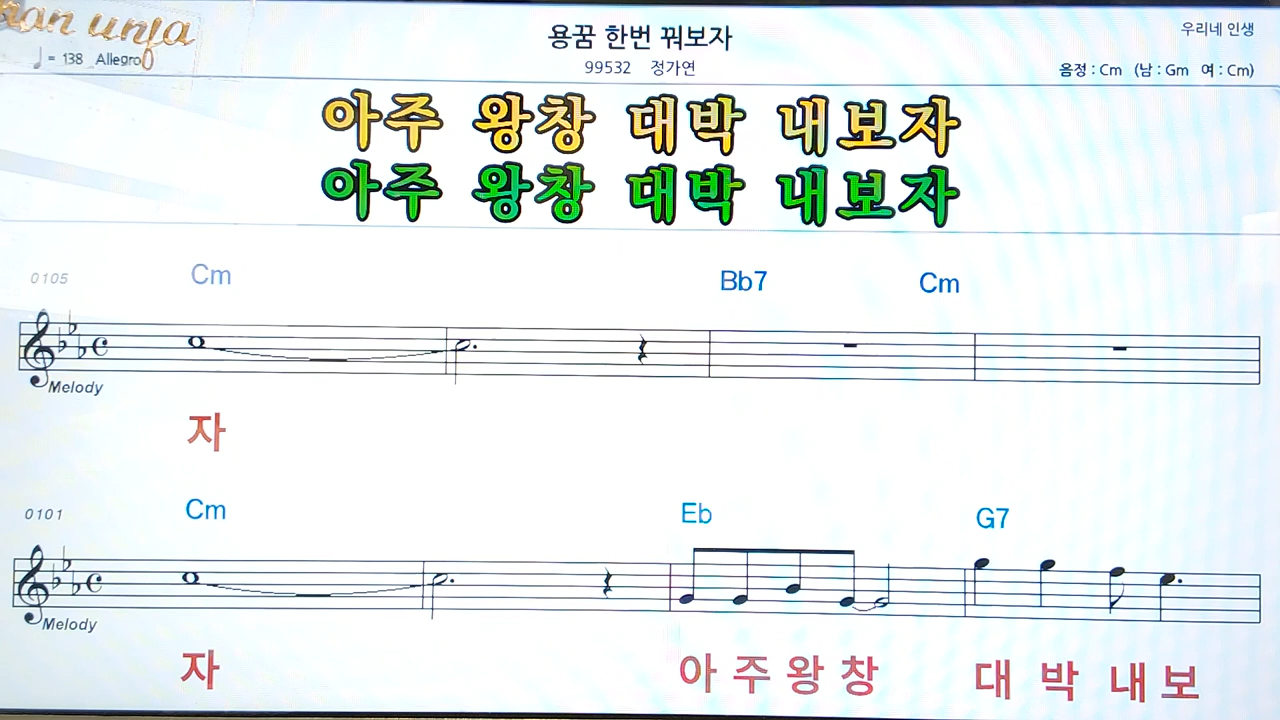 an unja
용꿈 한번 꿔보자
우리네 인생
♩ = 138 Allegro
99532 정가연
음정 : Cm (남 : Gm 여 : Cm)
아주 왕창 대박 내보자
아주 왕창 대박 내보자
0105
Cm Bb7 Cm
Melody
자
0101
Cm Eb G7
Melody
자 아 주 왕 창 대 박 내 보